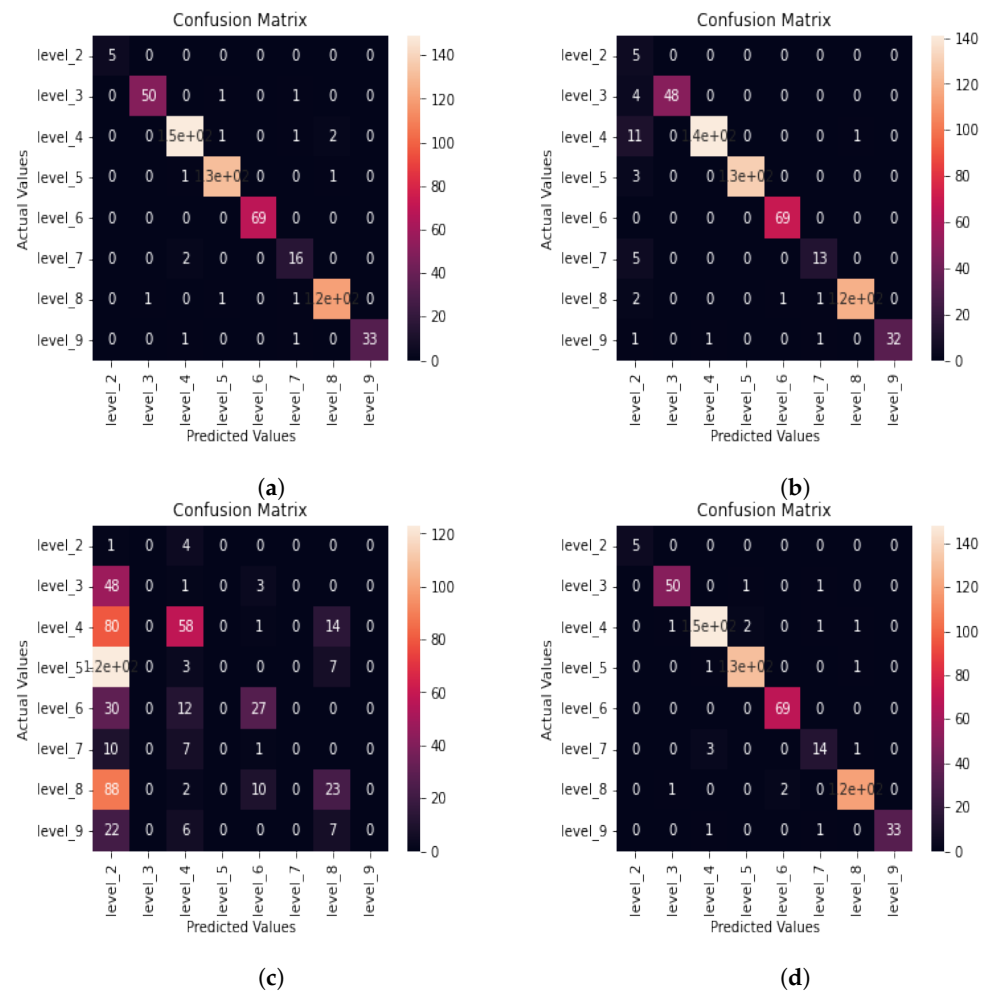 Confusion Matrix
level_2 5 0 0 0 0 0 0 0
level_3 0 50 0 1 0 1 0 0
level_4 0 0 1.5e+02 1 0 1 2 0
level_5 0 0 1 1.3e+02 0 0 1 0
level_6 0 0 0 0 69 0 0 0
level_7 0 0 2 0 0 16 0 0
level_8 0 1 0 1 0 1 1.2e+02 0
level_9 0 0 1 0 0 1 0 33
Actual Values
level_2 level_3 level_4 level_5 level_6 level_7 level_8 level_9
Predicted Values
140
120
100
80
60
40
20
0
(a)
Confusion Matrix
level_2 5 0 0 0 0 0 0 0
level_3 4 48 0 0 0 0 0 0
level_4 11 0 1.4e+02 0 0 0 1 0
level_5 3 0 0 1.3e+02 0 0 0 0
level_6 0 0 0 0 69 0 0 0
level_7 5 0 0 0 0 13 0 0
level_8 2 0 0 0 1 1 1.2e+02 0
level_9 1 0 1 0 0 1 0 32
Actual Values
level_2 level_3 level_4 level_5 level_6 level_7 level_8 level_9
Predicted Values
140
120
100
80
60
40
20
0
(b)
Confusion Matrix
level_2 1 0 4 0 0 0 0 0
level_3 48 0 1 0 3 0 0 0
level_4 80 0 58 0 1 0 14 0
level_5 1.2e+02 0 3 0 0 0 7 0
level_6 30 0 12 0 27 0 0 0
level_7 10 0 7 0 1 0 0 0
level_8 88 0 2 0 10 0 23 0
level_9 22 0 6 0 0 0 7 0
Actual Values
level_2 level_3 level_4 level_5 level_6 level_7 level_8 level_9
Predicted Values
120
100
80
60
40
20
0
(c)
Confusion Matrix
level_2 5 0 0 0 0 0 0 0
level_3 0 50 0 1 0 1 0 0
level_4 0 1 1.5e+02 2 0 1 1 0
level_5 0 0 1 1.3e+02 0 0 1 0
level_6 0 0 0 0 69 0 0 0
level_7 0 0 3 0 0 14 1 0
level_8 0 1 0 0 2 0 1.2e+02 0
level_9 0 0 1 0 0 1 0 33
Actual Values
level_2 level_3 level_4 level_5 level_6 level_7 level_8 level_9
Predicted Values
140
120
100
80
60
40
20
0
(d)